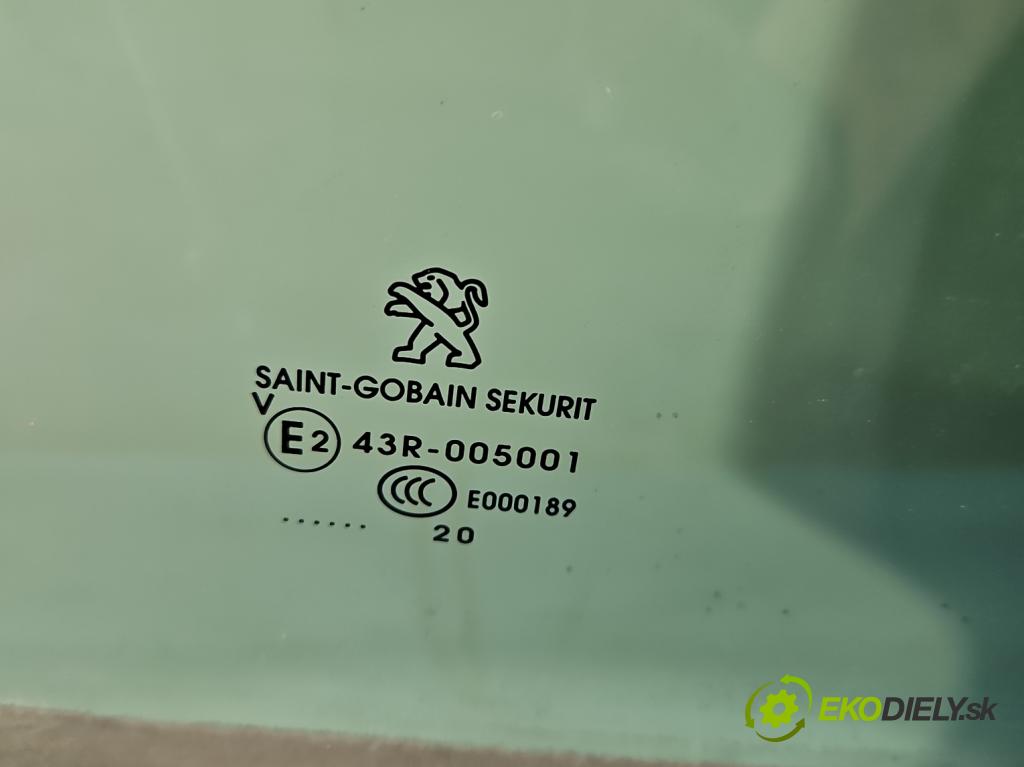 SAINT-GOBAIN SEKURIT
V
E2 43R-005001
CCC E000189
...... 20
EKODIELY.sk